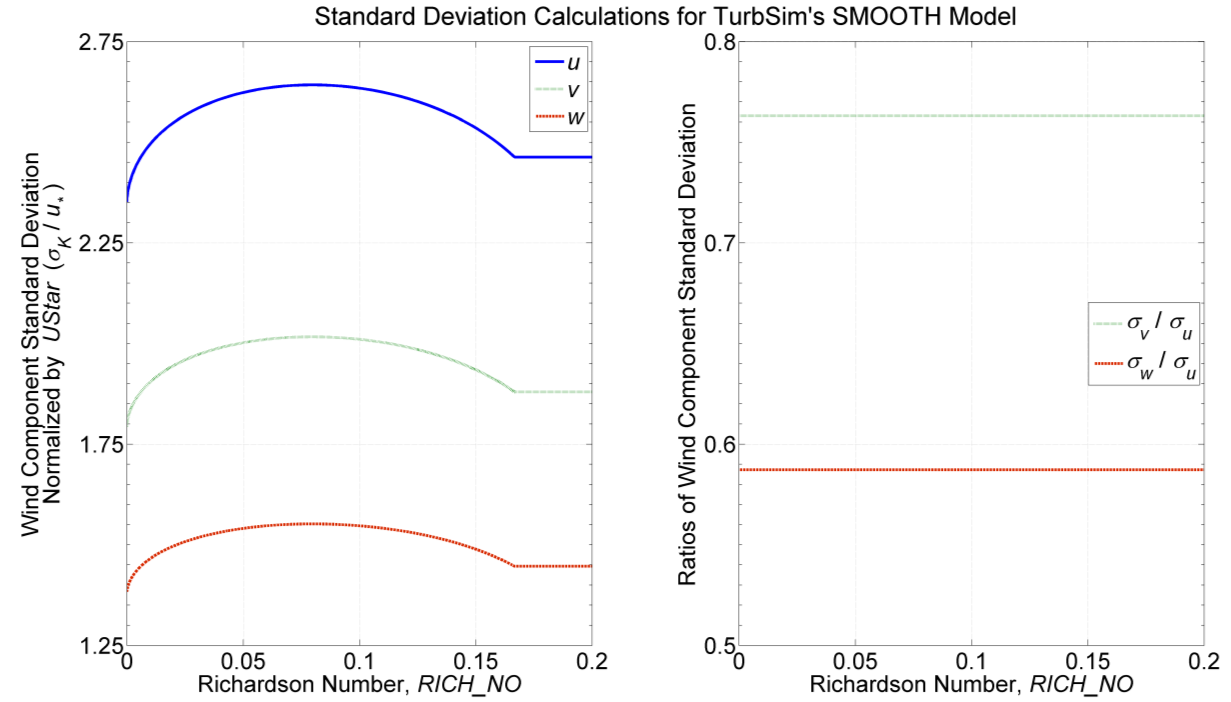 Standard Deviation Calculations for TurbSim's SMOOTH Model
Wind Component Standard Deviation
Normalized by UStar (σK / u*)
2.75
2.25
1.75
1.25
u
v
w
0 0.05 0.1 0.15 0.2
Richardson Number, RICH_NO
Ratios of Wind Component Standard Deviation
0.8
0.7
0.6
0.5
σv / σu
σw / σu
0 0.05 0.1 0.15 0.2
Richardson Number, RICH_NO